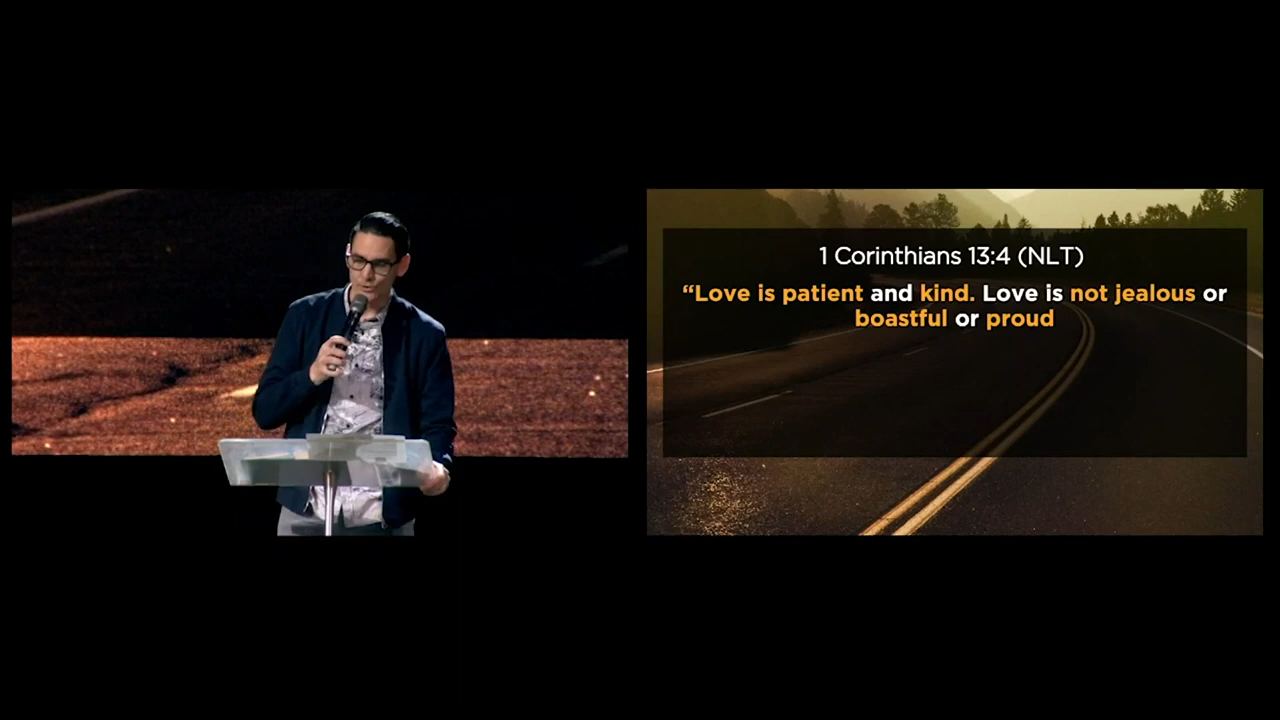 1 Corinthians 13:4 (NLT)
“Love is patient and kind. Love is not jealous or
boastful or proud